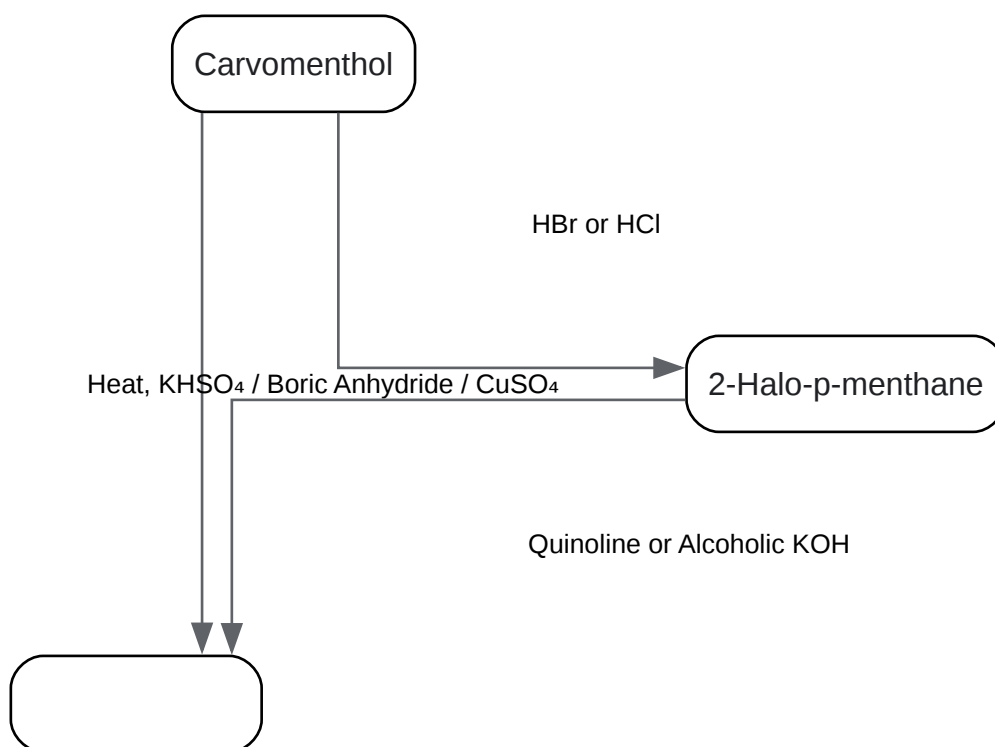 Carvomenthol
HBr or HCl
Heat, KHSO₄ / Boric Anhydride / CuSO₄
2-Halo-p-menthane
Quinoline or Alcoholic KOH